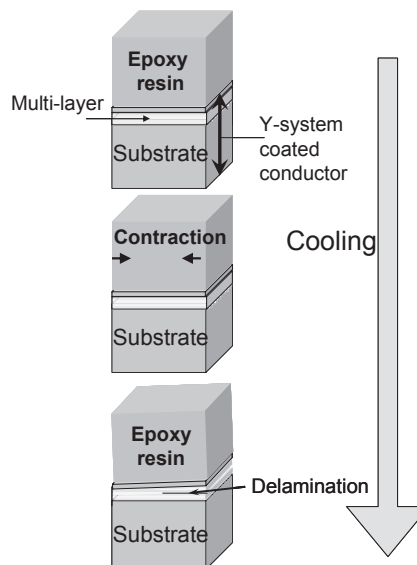 Epoxy
resin
Multi-layer
Substrate
Y-system
coated
conductor
Contraction
Substrate
Cooling
Epoxy
resin
Delamination
Substrate